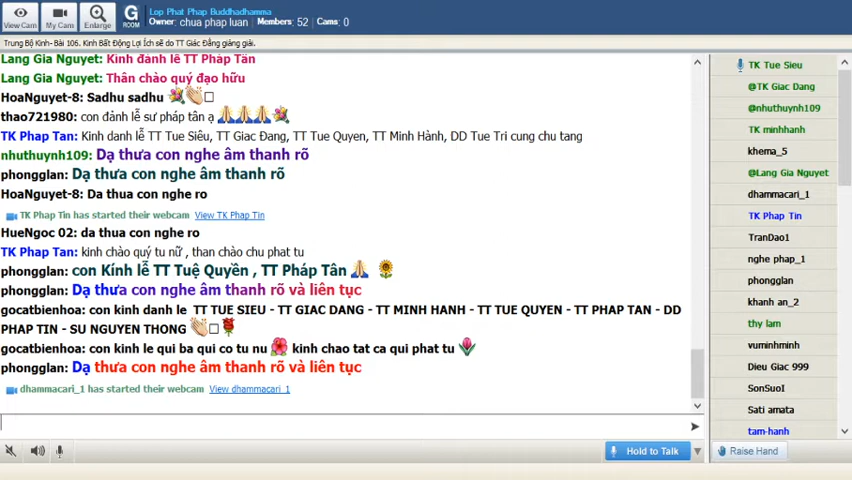 Lop Phat Phap Buddhadhamma
Owner: chua phap luan Members: 52 Cams: 0
View Cam
My Cam
Enlarge
G
ROOM
Trung Bộ Kinh- Bài 106. Kinh Bất Động Lợi Ích sẽ do TT Giác Đẳng giảng giải.
Lang Gia Nguyet: Kính đảnh lễ TT Pháp Tân
Lang Gia Nguyet: Thân chào quý đạo hữu
HoaNguyet-8: Sadhu sadhu
thao721980: con đảnh lễ sư pháp tân ạ
TK Phap Tan: Kinh danh lễ TT Tue Siêu, TT Giac Đang, TT Tue Quyen, TT Minh Hành, DD Tue Tri cung chu tang
nhuthuynh109: Dạ thưa con nghe âm thanh rõ
phongglan: Dạ thưa con nghe âm thanh rõ
HoaNguyet-8: Da thua con nghe ro
TK Phap Tin has started their webcam View TK Phap Tin
HueNgoc 02: da thua con nghe ro
TK Phap Tan: kinh chào quý tu nữ , than chào chu phat tu
phongglan: con Kính lễ TT Tuệ Quyền , TT Pháp Tân
phongglan: Dạ thưa con nghe âm thanh rõ và liên tục
gocatbienhoa: con kinh danh le TT TUE SIEU - TT GIAC DANG - TT MINH HANH - TT TUE QUYEN - TT PHAP TAN - DD
PHAP TIN - SU NGUYEN THONG
gocatbienhoa: con kinh le qui ba qui co tu nu kinh chao tat ca qui phat tu
phongglan: Dạ thưa con nghe âm thanh rõ và liên tục
dhammacari_1 has started their webcam View dhammacari_1
Hold to Talk
TK Tue Sieu
@TK Giac Dang
@nhuthuynh109
TK minhhanh
khema_5
@Lang Gia Nguyet
dhammacari_1
TK Phap Tin
TranDao1
nghe phap_1
phongglan
khanh an_2
thy lam
vuminhminh
Dieu Giac 999
SonSuoI
Sati amata
tam-hanh
Raise Hand